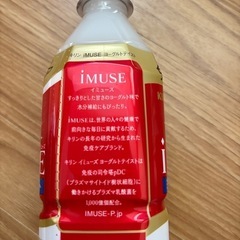 キリン iMUSE ヨーグルトテイスト
iMUSE
イミューズ
すっきりとした甘さのヨーグルト味で
水分補給にもぴったり。
iMUSEは、世界の人々の健康で
前向きな毎日に貢献するため、
キリンの長年の研究から生まれた
免疫ケアブランド。
キリン イミューズ ヨーグルトテイストは
免疫の司令塔pDC
(プラズマサイトイド樹状細胞)に
働きかけるプラズマ乳酸菌を
1,000億個配合。
iMUSE-P.jp